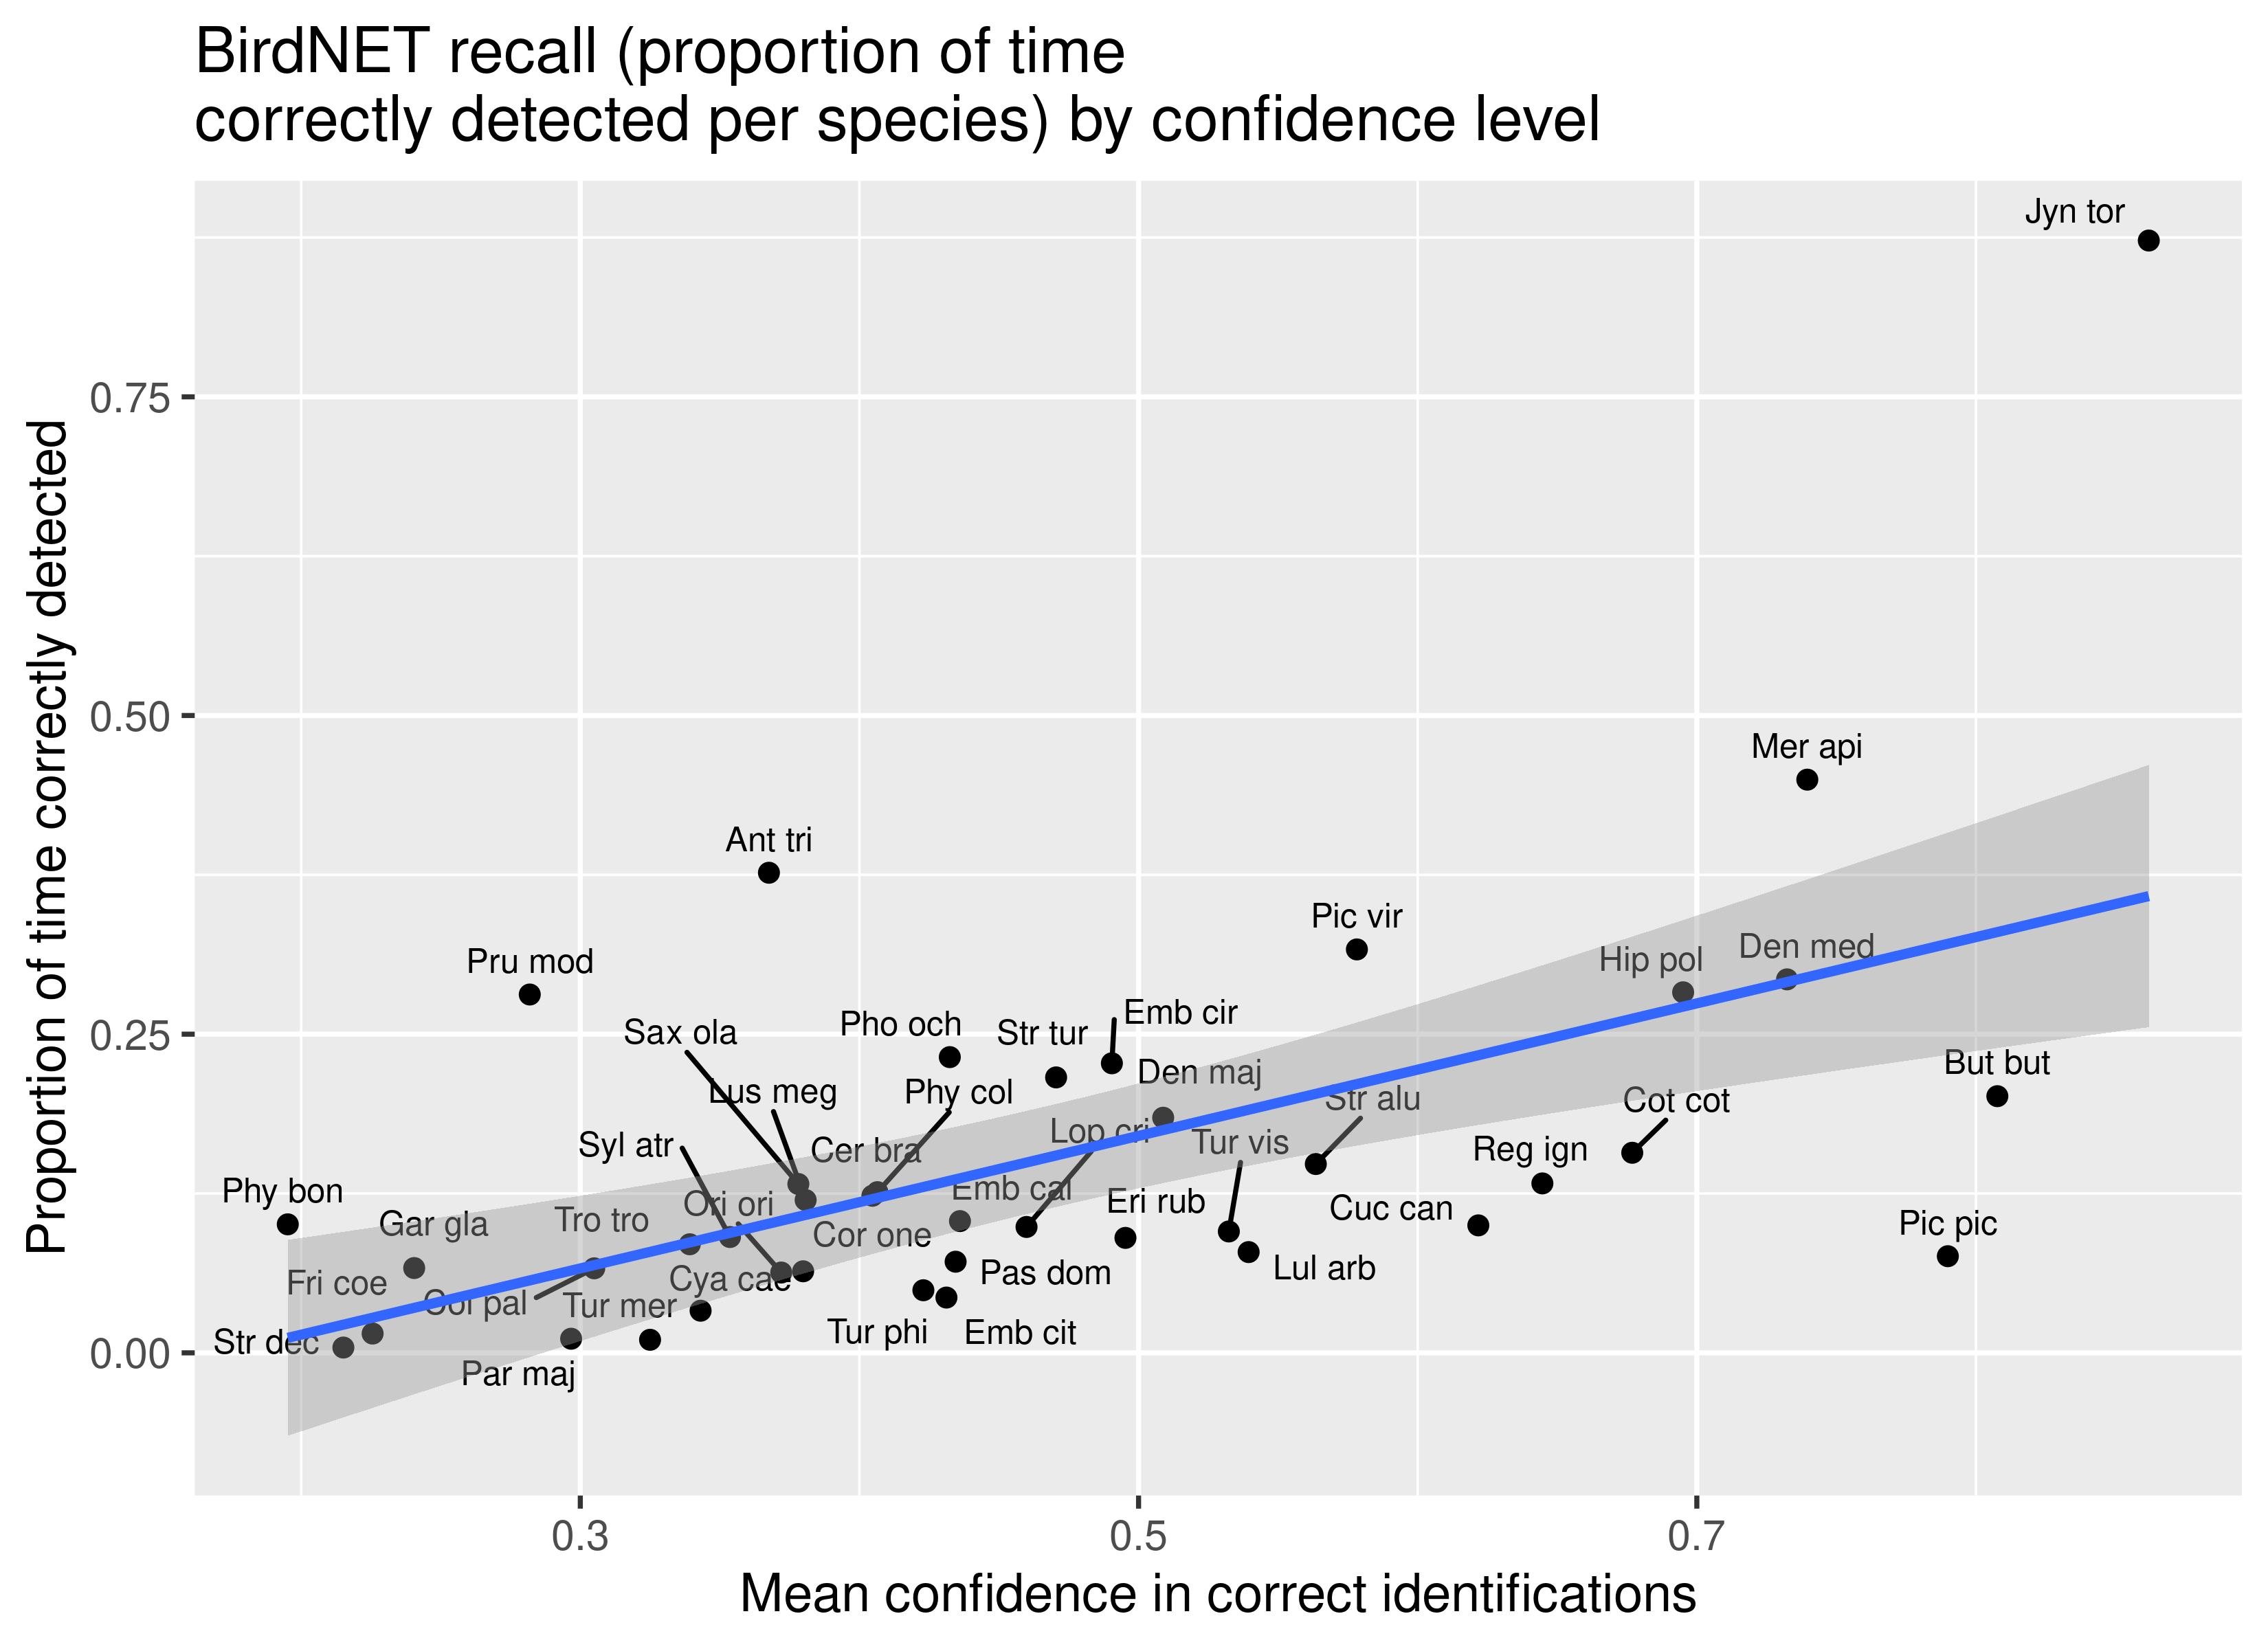 BirdNET recall (proportion of time
correctly detected per species) by confidence level
Proportion of time correctly detected
0.75
0.50
0.25
0.00
Jyn tor
Mer api
Ant tri
Pic vir
Hip pol
Den med
Pru mod
Sax ola
Pho och
Str tur
Emb cir
Den maj
But but
Lus meg
Phy col
Str alu
Cot cot
Syl atr
Cer bra
Lop cri
Tur vis
Reg ign
Phy bon
Gar gla
Tro tro
Ori ori
Emb cal
Eri rub
Cuc can
Cor one
Pic pic
Fri coe
Col pal
Cya cae
Pas dom
Lul arb
Tur mer
Str dec
Par maj
Tur phi
Emb cit
0.3
0.5
0.7
Mean confidence in correct identifications